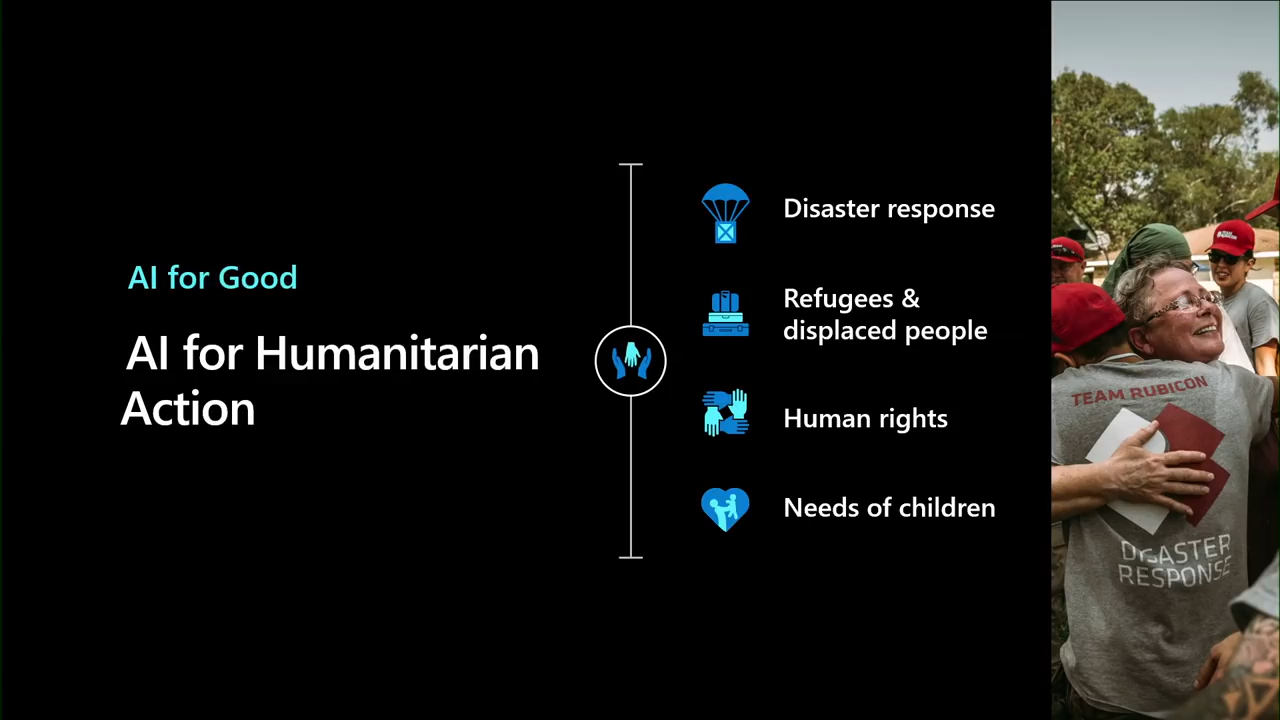 AI for Good
AI for Humanitarian
Action
Disaster response
Refugees &
displaced people
Human rights
Needs of children
TEAM RUBICON
DISASTER
RESPONSE